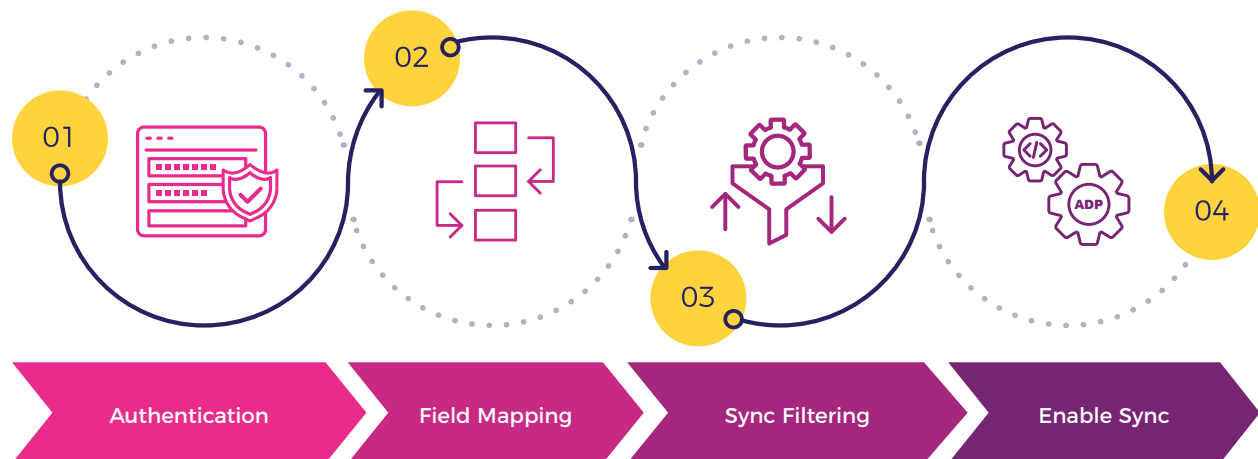 01
02
03
04
</>
ADP
Authentication
Field Mapping
Sync Filtering
Enable Sync